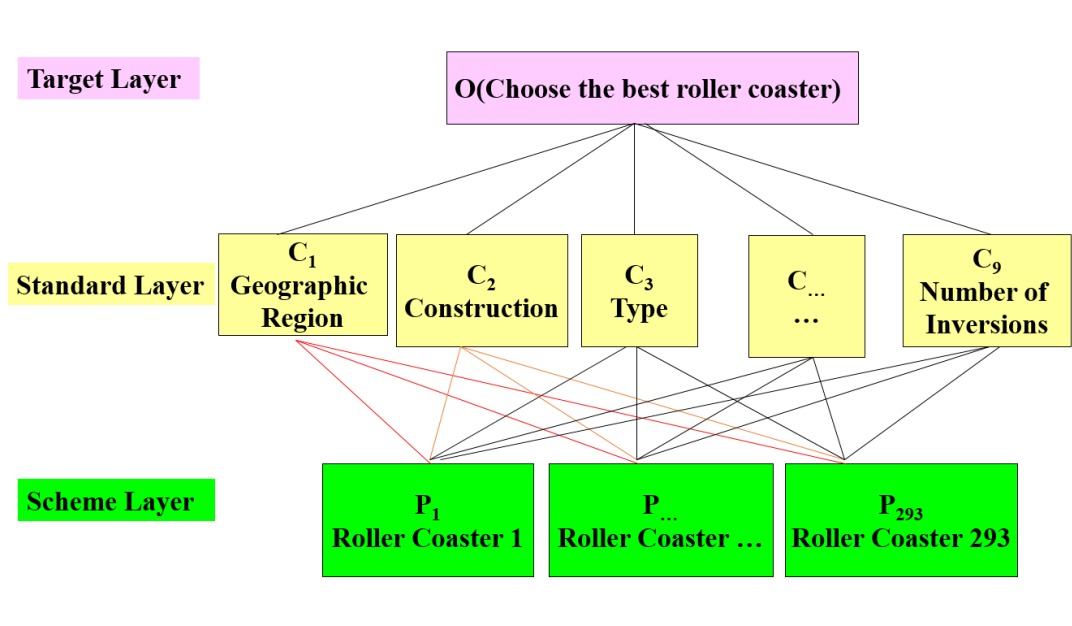 Target Layer
O(Choose the best roller coaster)
Standard Layer
C₁
Geographic
Region
C₂
Construction
C₃
Type
C…
…
C₉
Number of
Inversions
Scheme Layer
P₁
Roller Coaster 1
P…
Roller Coaster …
P₂₉₃
Roller Coaster 293